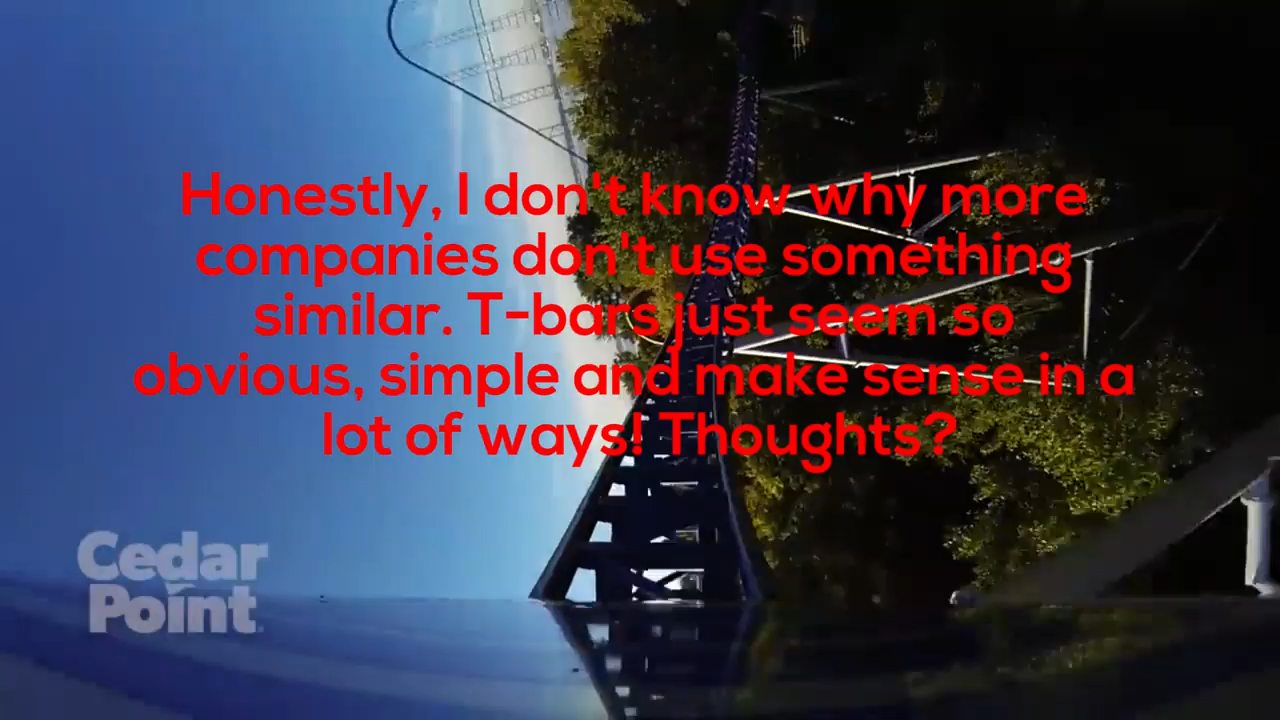 Honestly, I don't know why more
companies don't use something
similar. T-bars just seem so
obvious, simple and make sense in a
lot of ways! Thoughts?
Cedar
Point